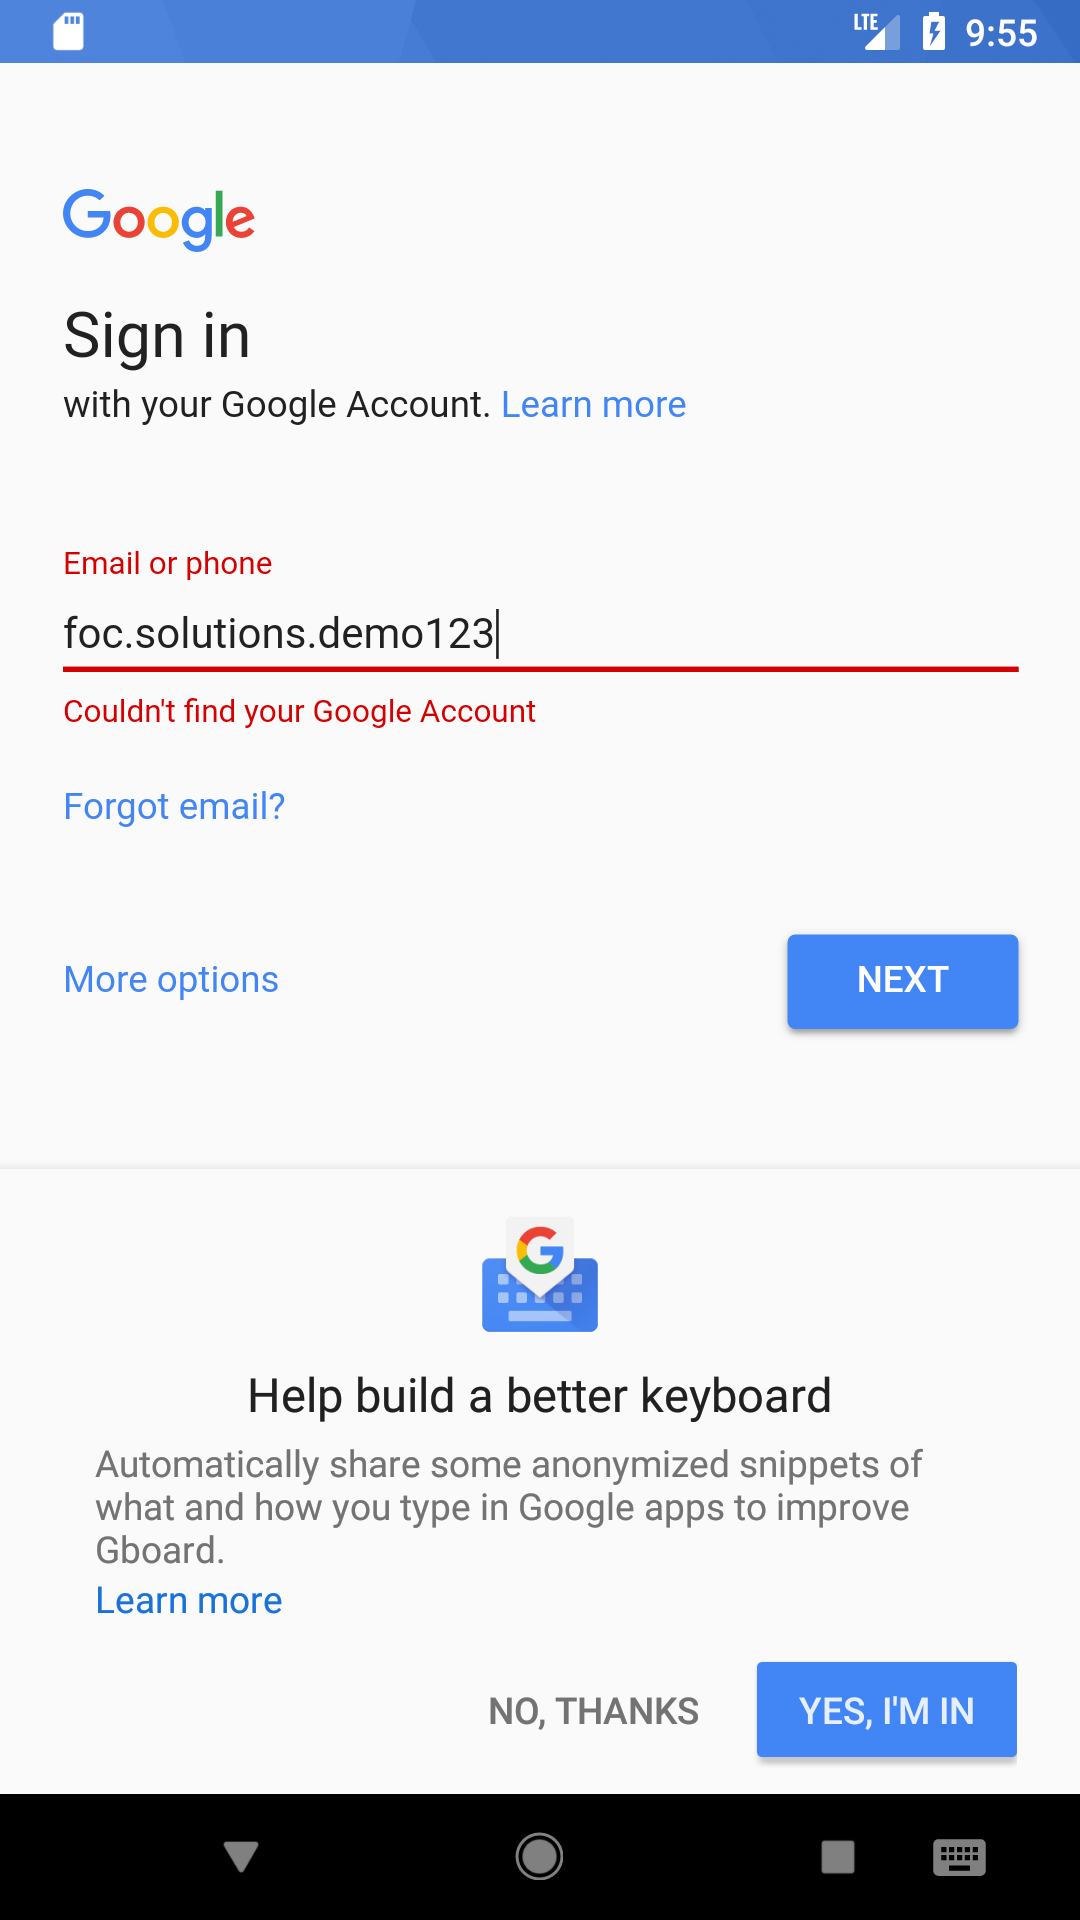 LTE 9:55
Google
Sign in
with your Google Account. Learn more
Email or phone
foc.solutions.demo123
Couldn't find your Google Account
Forgot email?
More options
NEXT
G
Help build a better keyboard
Automatically share some anonymized snippets of
what and how you type in Google apps to improve
Gboard.
Learn more
NO, THANKS
YES, I'M IN